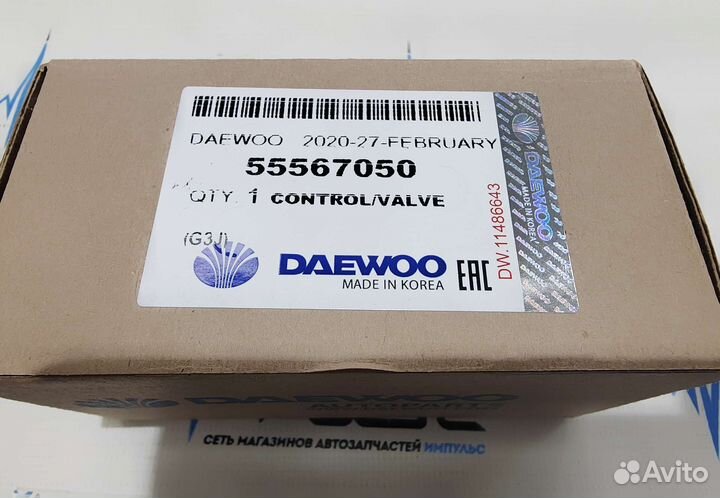 DAEWOO 2020-27-FEBRUARY
55567050
QTY. 1 CONTROL/VALVE
(G3J)
DAEWOO
MADE IN KOREA
EAC
DW.11486643
DAEWOO
MADE IN KOREA
DAEWOO
СЕТЬ МАГАЗИНОВ АВТОЗАПЧАСТЕЙ ИМПУЛЬС
Avito